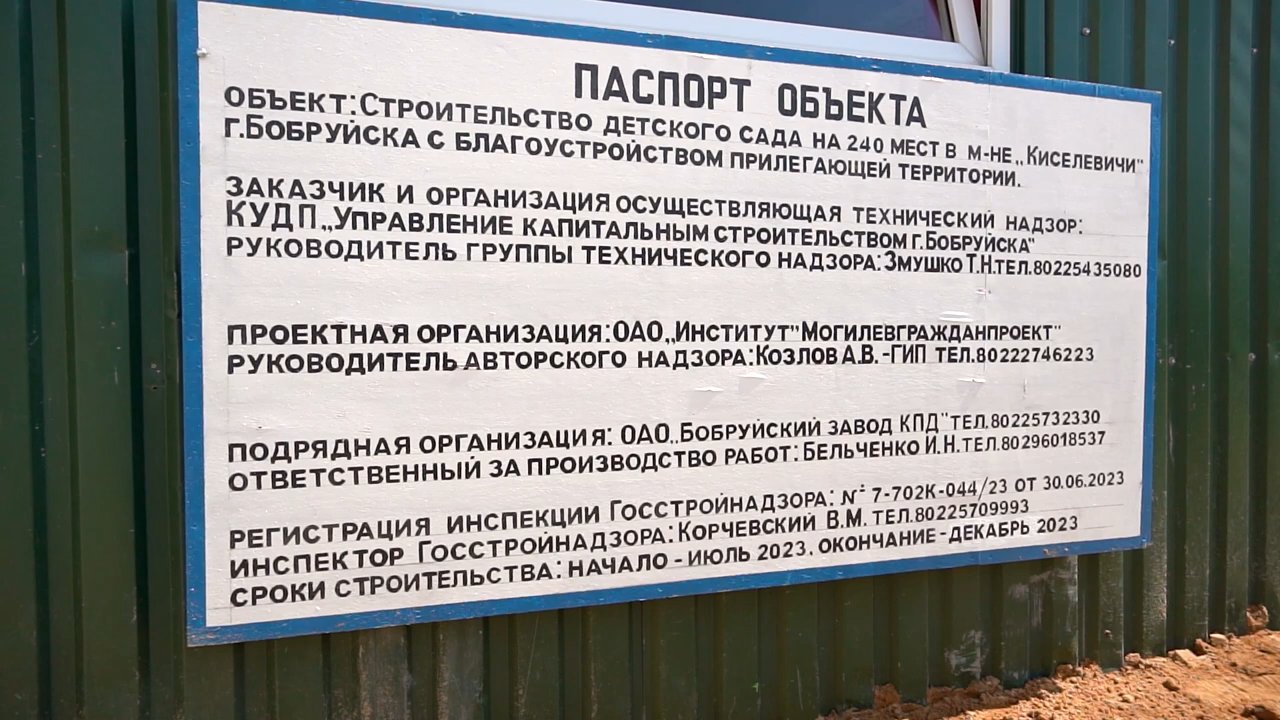 ПАСПОРТ ОБЪЕКТА
ОБЪЕКТ: СТРОИТЕЛЬСТВО ДЕТСКОГО САДА НА 240 МЕСТ В М-НЕ „КИСЕЛЕВИЧИ"
Г.БОБРУЙСКА С БЛАГОУСТРОЙСТВОМ ПРИЛЕГАЮЩЕЙ ТЕРРИТОРИИ.
ЗАКАЗЧИК И ОРГАНИЗАЦИЯ ОСУЩЕСТВЛЯЮЩАЯ ТЕХНИЧЕСКИЙ НАДЗОР:
КУДП „УПРАВЛЕНИЕ КАПИТАЛЬНЫМ СТРОИТЕЛЬСТВОМ Г.БОБРУЙСКА"
РУКОВОДИТЕЛЬ ГРУППЫ ТЕХНИЧЕСКОГО НАДЗОРА: ЗМУШКО Т.Н.ТЕЛ.80225435080
ПРОЕКТНАЯ ОРГАНИЗАЦИЯ: ОАО „ИНСТИТУТ" МОГИЛЕВГРАЖДАНПРОЕКТ"
РУКОВОДИТЕЛЬ АВТОРСКОГО НАДЗОРА: КОЗЛОВ А.В. -ГИП ТЕЛ.80222746223
ПОДРЯДНАЯ ОРГАНИЗАЦИЯ: ОАО „БОБРУЙСКИЙ ЗАВОД КПД" ТЕЛ.80225732330
ОТВЕТСТВЕННЫЙ ЗА ПРОИЗВОДСТВО РАБОТ: БЕЛЬЧЕНКО И.Н.ТЕЛ.80296018537
РЕГИСТРАЦИЯ ИНСПЕКЦИИ ГОССТРОЙНАДЗОРА: № 7-702К-044/23 ОТ 30.06.2023
ИНСПЕКТОР ГОССТРОЙНАДЗОРА: КОРЧЕВСКИЙ В.М. ТЕЛ.80225709993
СРОКИ СТРОИТЕЛЬСТВА: НАЧАЛО - ИЮЛЬ 2023. ОКОНЧАНИЕ - ДЕКАБРЬ 2023